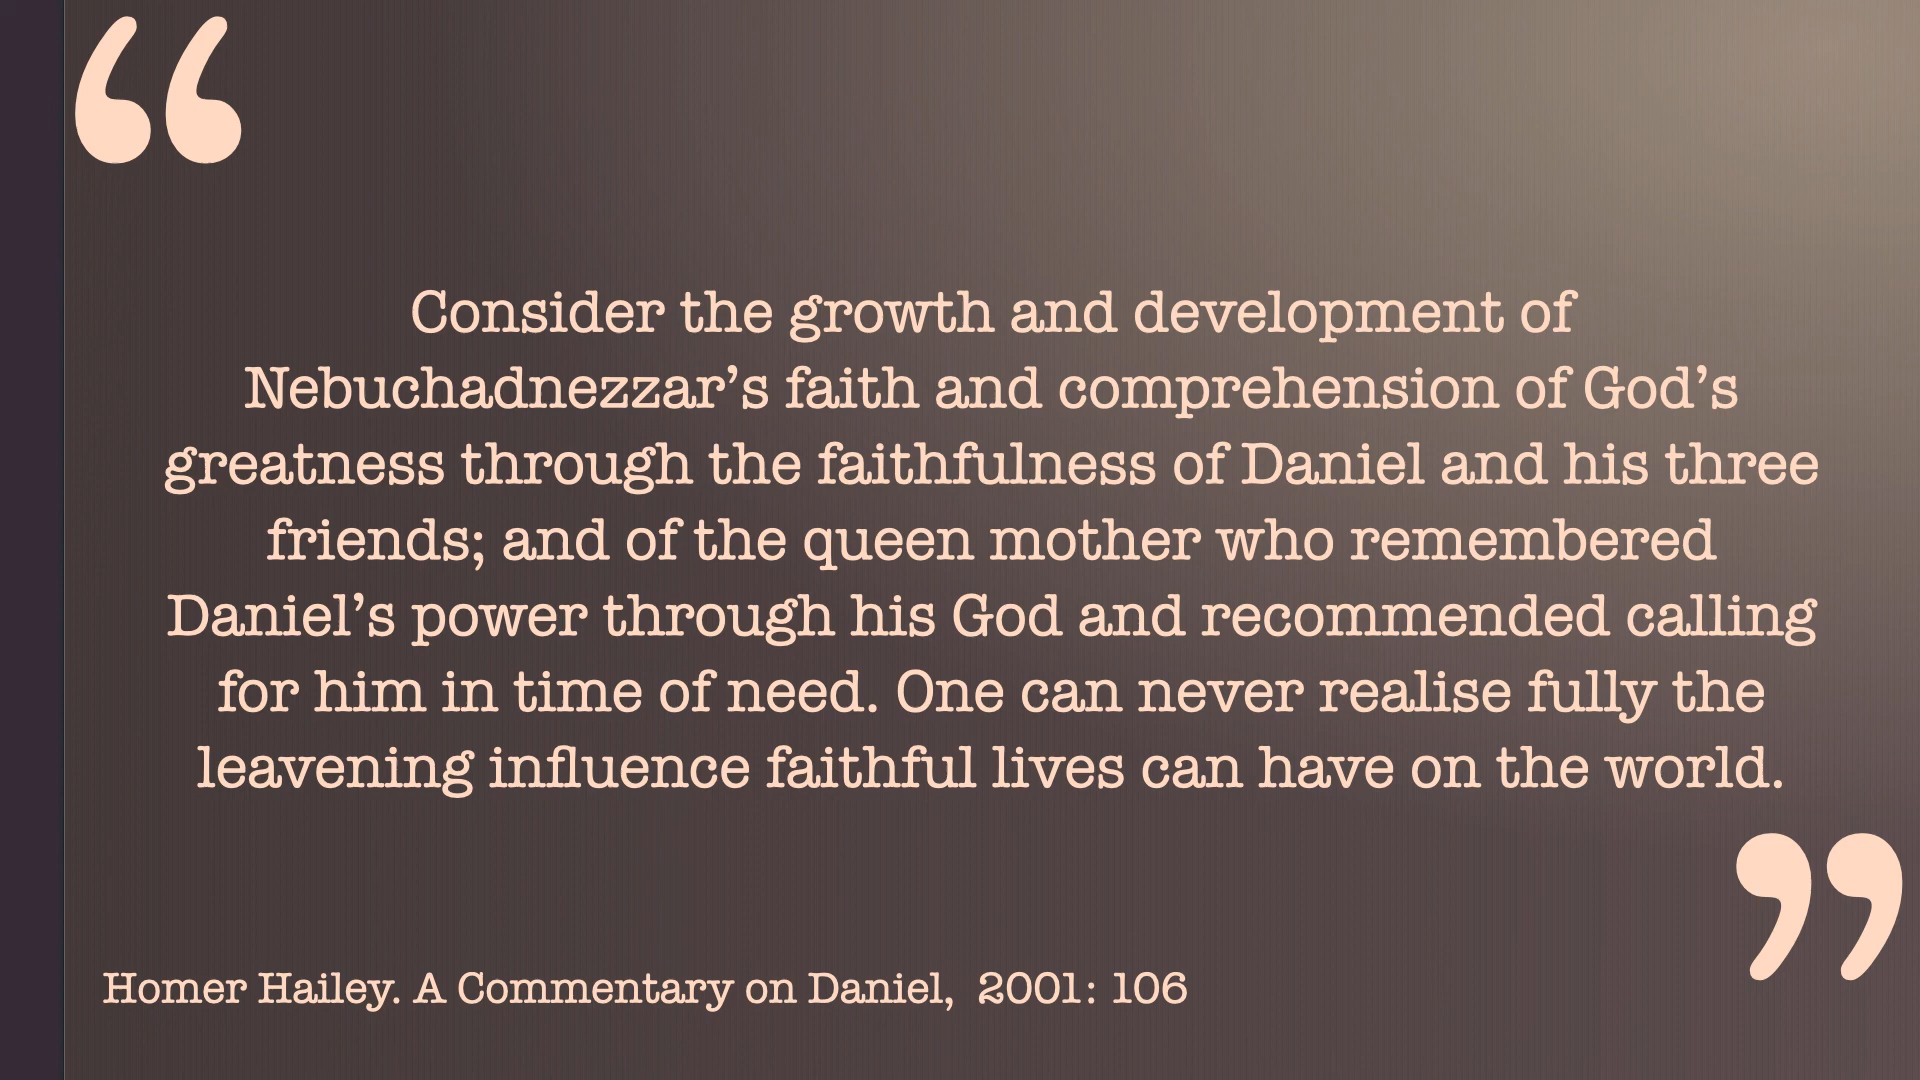 “
Consider the growth and development of
Nebuchadnezzar’s faith and comprehension of God’s
greatness through the faithfulness of Daniel and his three
friends; and of the queen mother who remembered
Daniel’s power through his God and recommended calling
for him in time of need. One can never realise fully the
leavening influence faithful lives can have on the world.
”
Homer Hailey. A Commentary on Daniel,  2001: 106